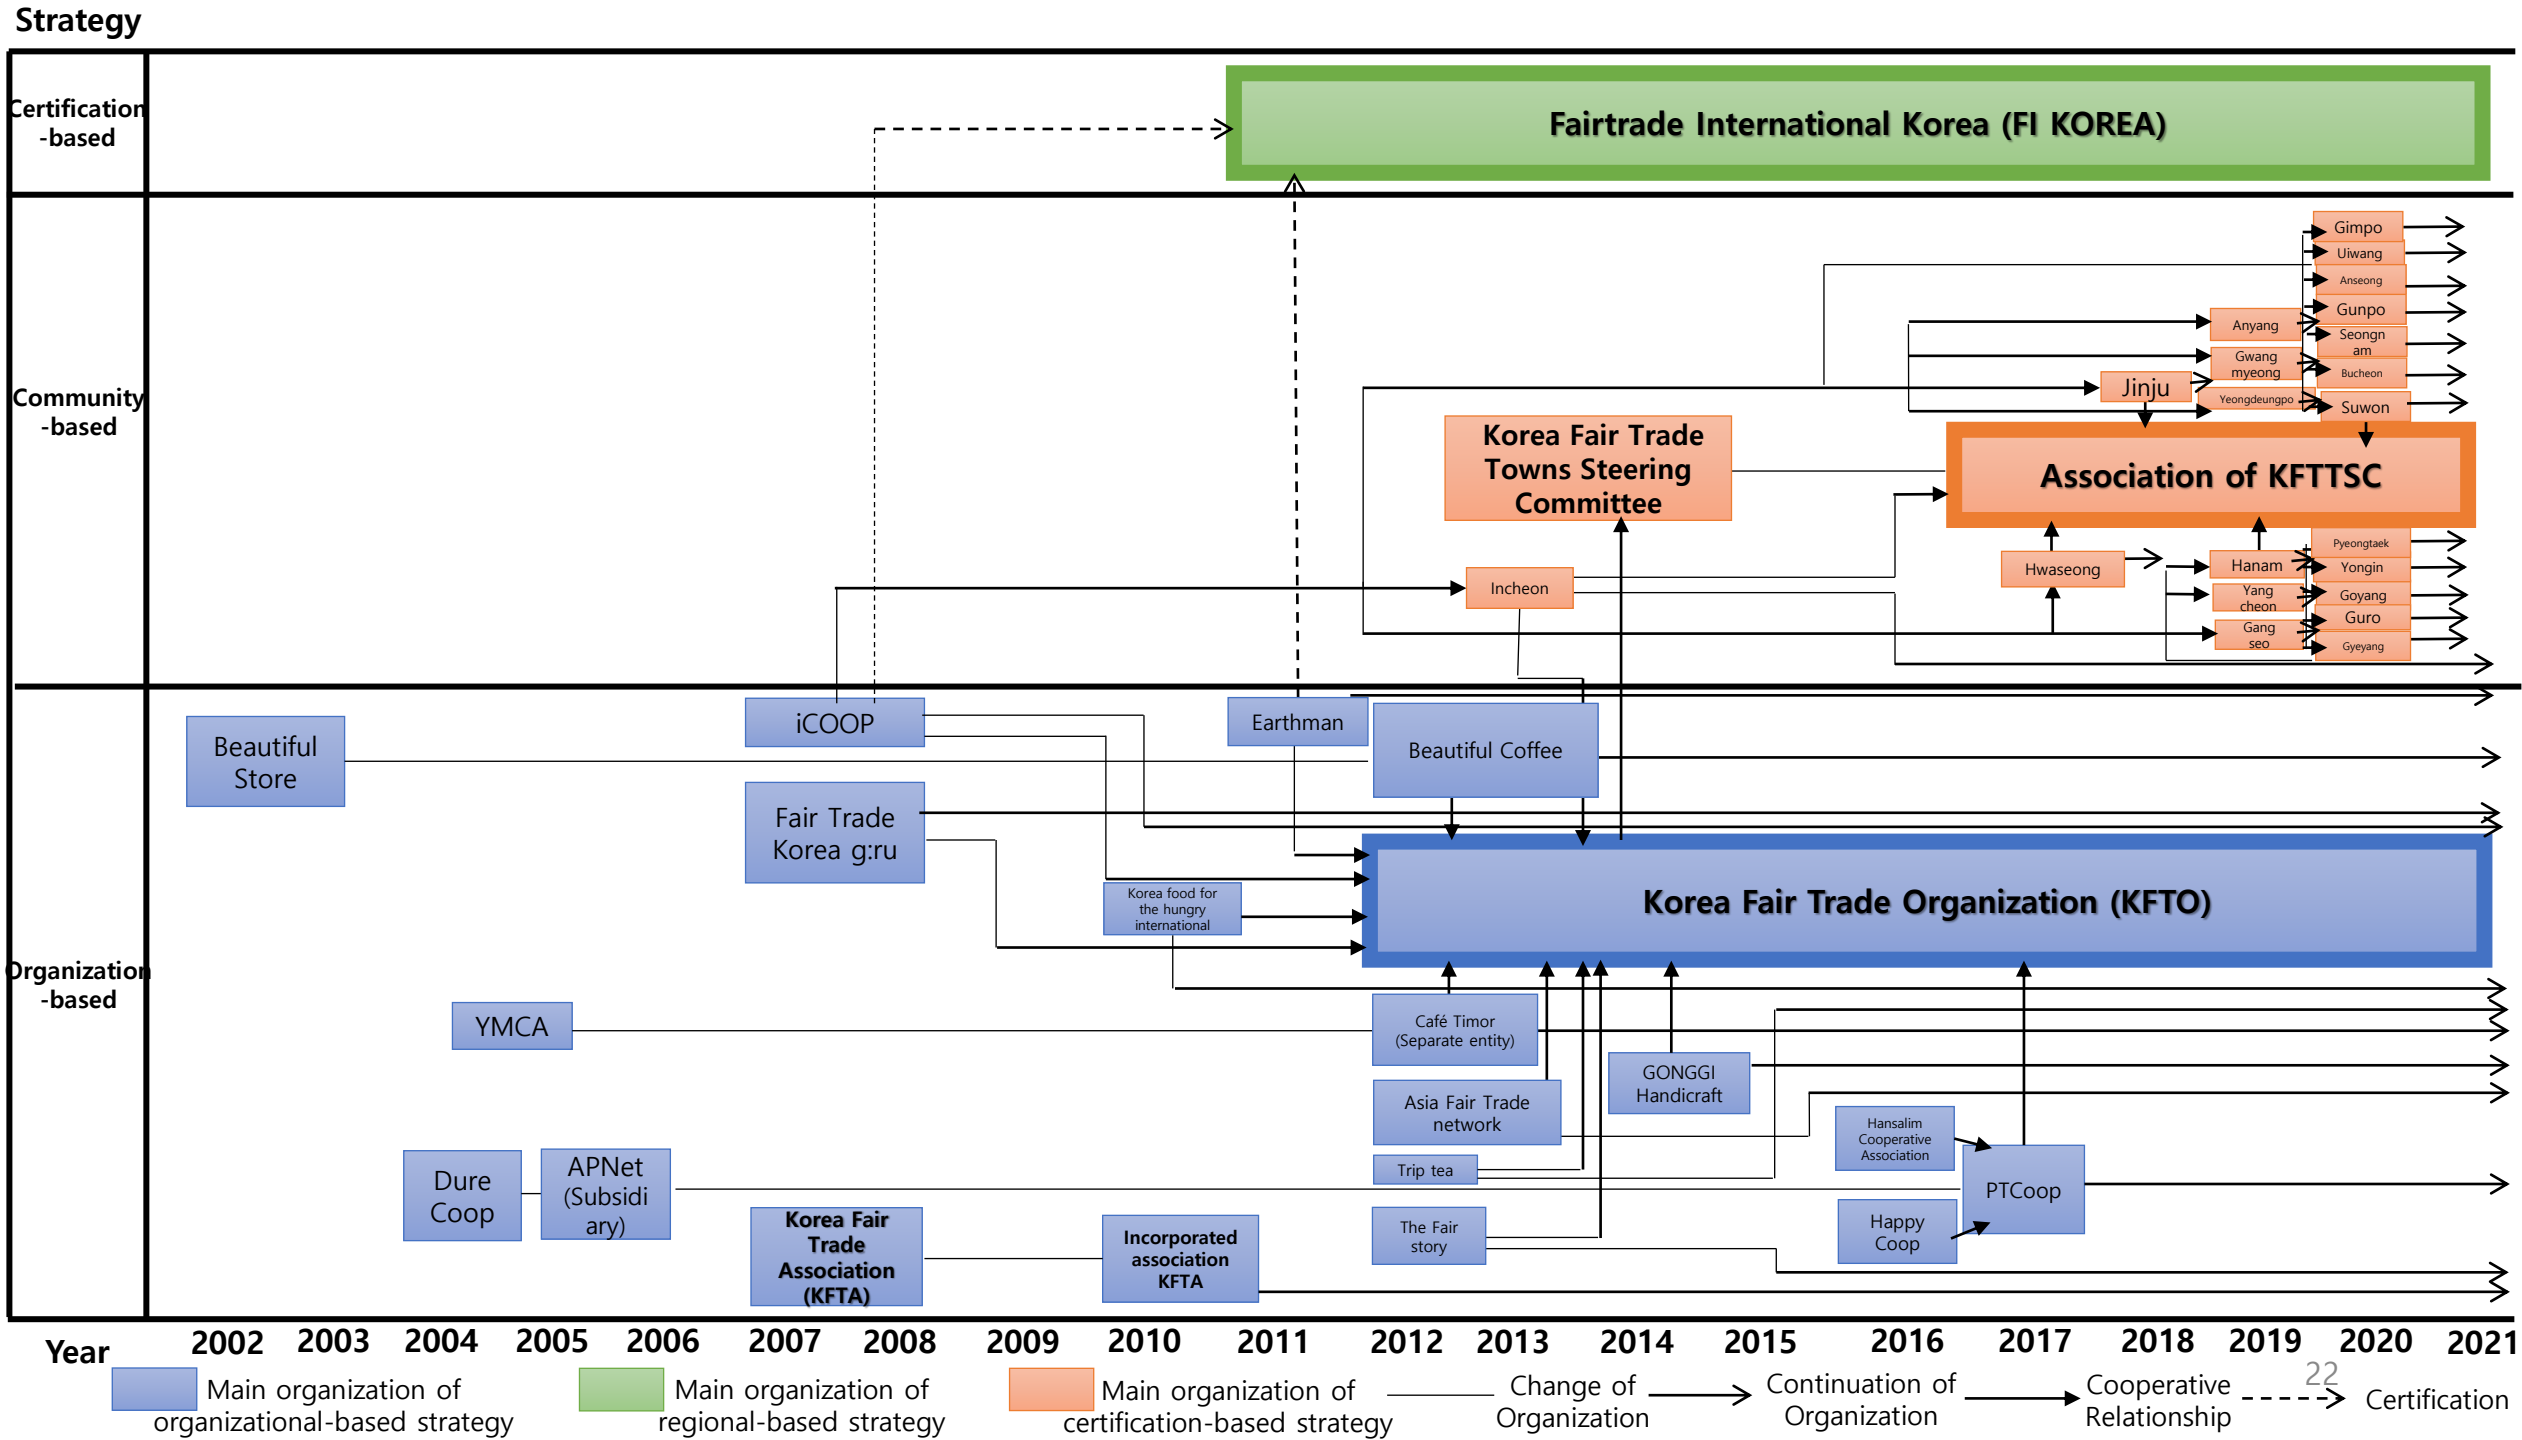 Strategy
Certification
-based
Fairtrade International Korea (FI KOREA)
Community
-based
Gimpo
Uiwang
Anseong
Gunpo
Seongn
am
Bucheon
Suwon
Anyang
Gwang
myeong
Yeongdeungpo
Jinju
Korea Fair Trade
Towns Steering
Committee
Association of KFTTSC
Incheon
Hwaseong
Hanam
Yang
cheon
Gang
seo
Pyeongtaek
Yongin
Goyang
Guro
Gyeyang
Organization
-based
Beautiful
Store
iCOOP
Earthman
Beautiful Coffee
Fair Trade
Korea g:ru
Korea food for
the hungry
international
Korea Fair Trade Organization (KFTO)
YMCA
Café Timor
(Separate entity)
GONGGI
Handicraft
Asia Fair Trade
network
Trip tea
The Fair
story
Hansalim
Cooperative
Association
PTCoop
Happy
Coop
Dure
Coop
APNet
(Subsidi
ary)
Korea Fair
Trade
Association
(KFTA)
Incorporated
association
KFTA
Year
2002 2003 2004 2005 2006 2007 2008 2009 2010 2011 2012 2013 2014 2015 2016 2017 2018 2019 2020 2021
Main organization of
organizational-based strategy
Main organization of
regional-based strategy
Main organization of
certification-based strategy
Change of
Organization
Continuation of
Organization
Cooperative
Relationship
22
Certification